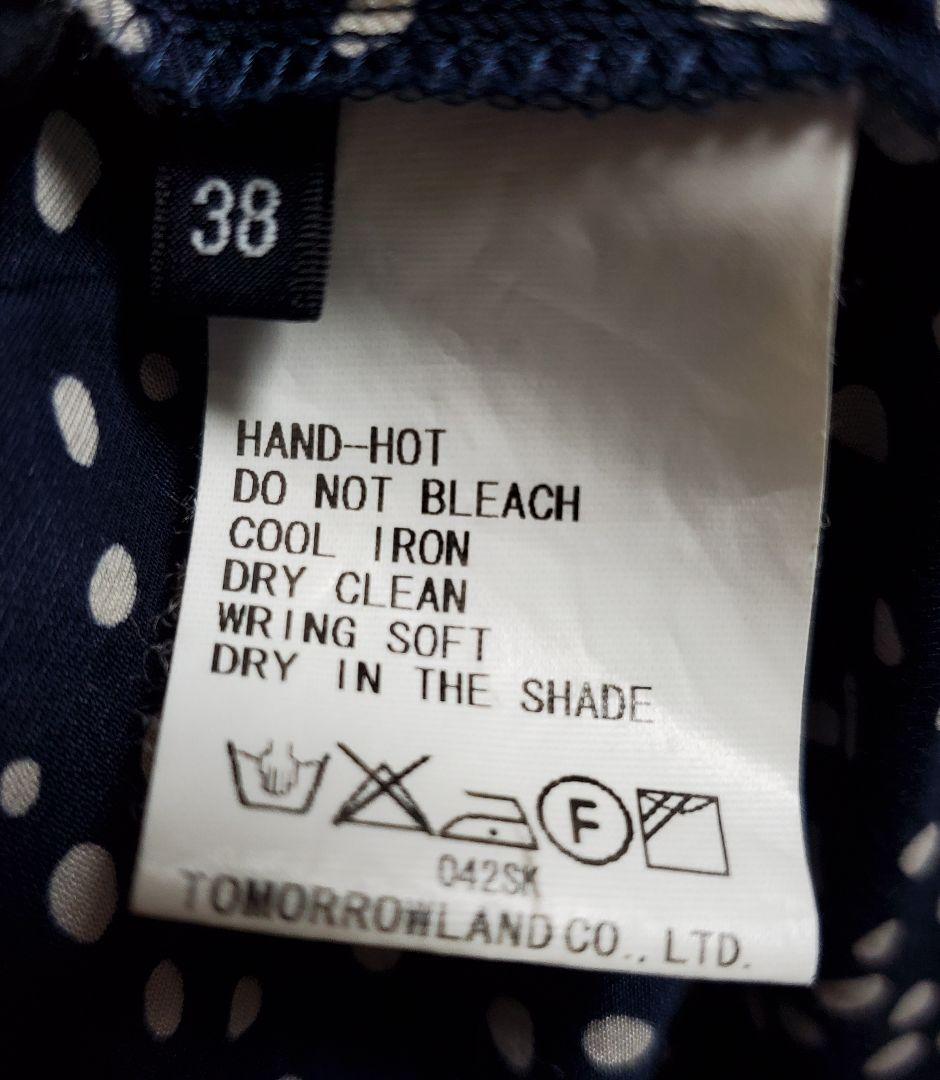 38
HAND-HOT
DO NOT BLEACH
COOL IRON
DRY CLEAN
WRING SOFT
DRY IN THE SHADE
F
042SK
TOMORROWLAND CO., LTD.